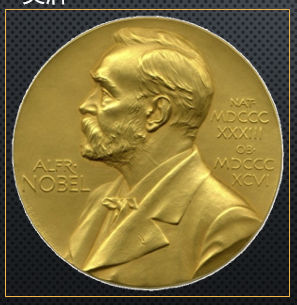 ALFR·
NOBEL
NAT·
MDCCC
XXXIII
OB·
MDCCC
XCVI